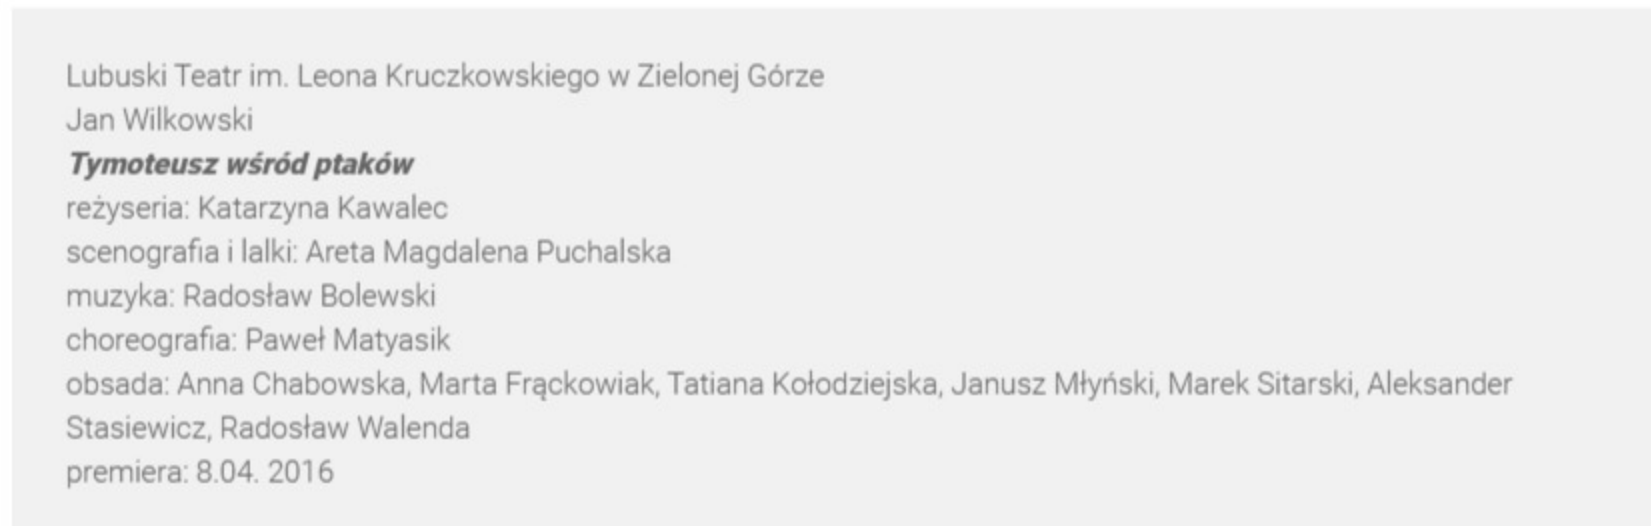 Lubuski Teatr im. Leona Kruczkowskiego w Zielonej Górze
Jan Wilkowski
Tymoteusz wśród ptaków
reżyseria: Katarzyna Kawalec
scenografia i lalki: Areta Magdalena Puchalska
muzyka: Radosław Bolewski
choreografia: Paweł Matyasik
obsada: Anna Chabowska, Marta Frąckowiak, Tatiana Kołodziejska, Janusz Młyński, Marek Sitarski, Aleksander
Stasiewicz, Radosław Walenda
premiera: 8.04. 2016